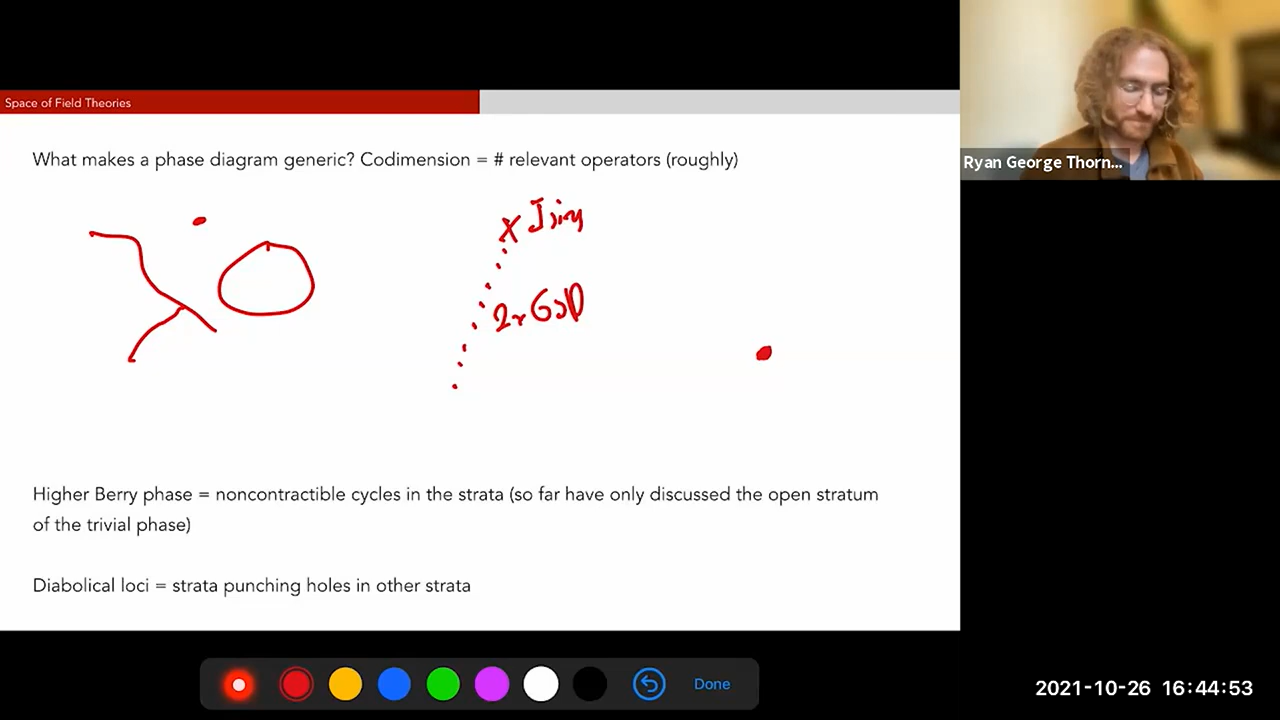 Space of Field Theories
Ryan George Thorn...
What makes a phase diagram generic? Codimension = # relevant operators (roughly)
x Ising
2x GSD
Higher Berry phase = noncontractible cycles in the strata (so far have only discussed the open stratum
of the trivial phase)
Diabolical loci = strata punching holes in other strata
Done
2021-10-26 16:44:53